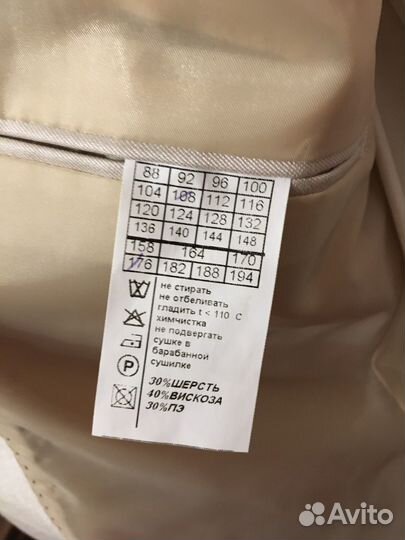 88 92 96 100
104 108 112 116
120 124 128 132
136 140 144 148
158 164 170
176 182 188 194
не стирать
не отбеливать
гладить t < 110 С
химчистка
не подвергать
сушке в
барабанной
сушилке
P
30%ШЕРСТЬ
40%ВИСКОЗА
30%ПЭ
Avito